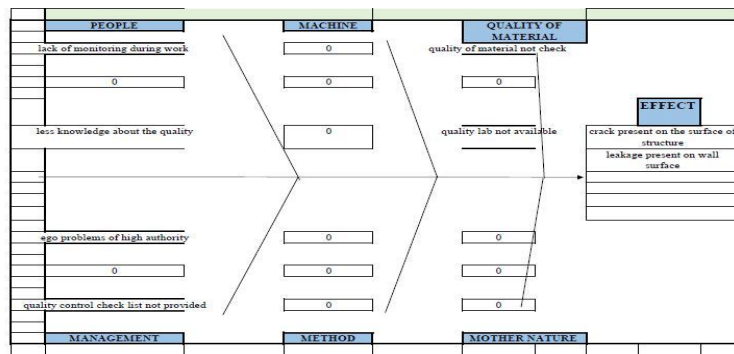 PEOPLE
MACHINE
QUALITY OF
MATERIAL
lack of monitoring during work
0
quality of material not check
0
0
0
EFFECT
less knowledge about the quality
0
quality lab not available
crack present on the surface of
structure
leakage present on wall
surface
ego problems of high authority
0
0
0
0
0
quality control check list not provided
0
0
MANAGEMENT
METHOD
MOTHER NATURE